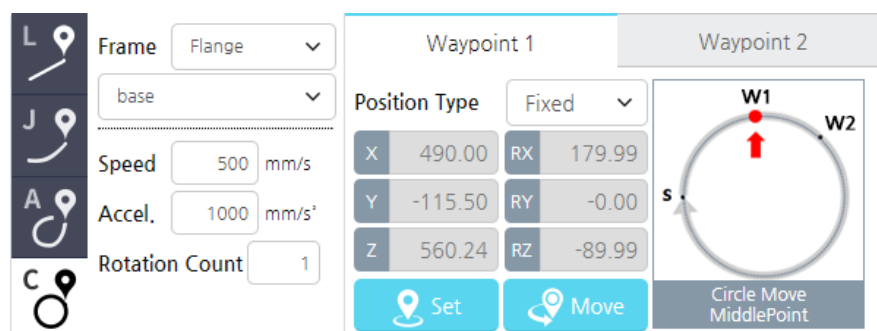 L
J
A
C
Frame Flange
base
Speed 500 mm/s
Accel. 1000 mm/s²
Rotation Count 1
Waypoint 1 Waypoint 2
Position Type Fixed
X 490.00 RX 179.99
Y -115.50 RY -0.00
Z 560.24 RZ -89.99
Set Move
W1
W2
S
Circle Move
MiddlePoint